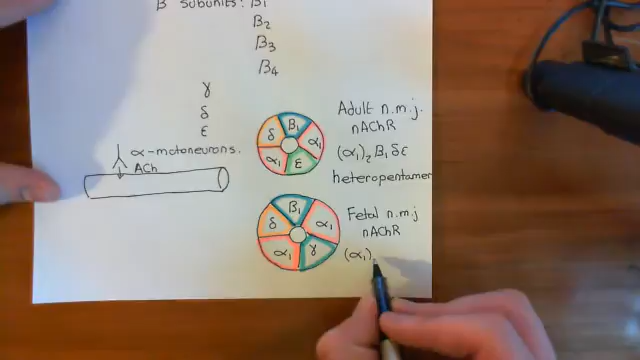 β subunits: β1
β2
β3
β4
γ
δ
ε
α-motoneurons.
ACh
β1
δ
α1
α1
ε
Adult n.m.j.
nAChR
(α1)2 β1 δε
heteropentamer
β1
δ
α1
α1
γ
Fetal n.m.j
nAChR
(α1)